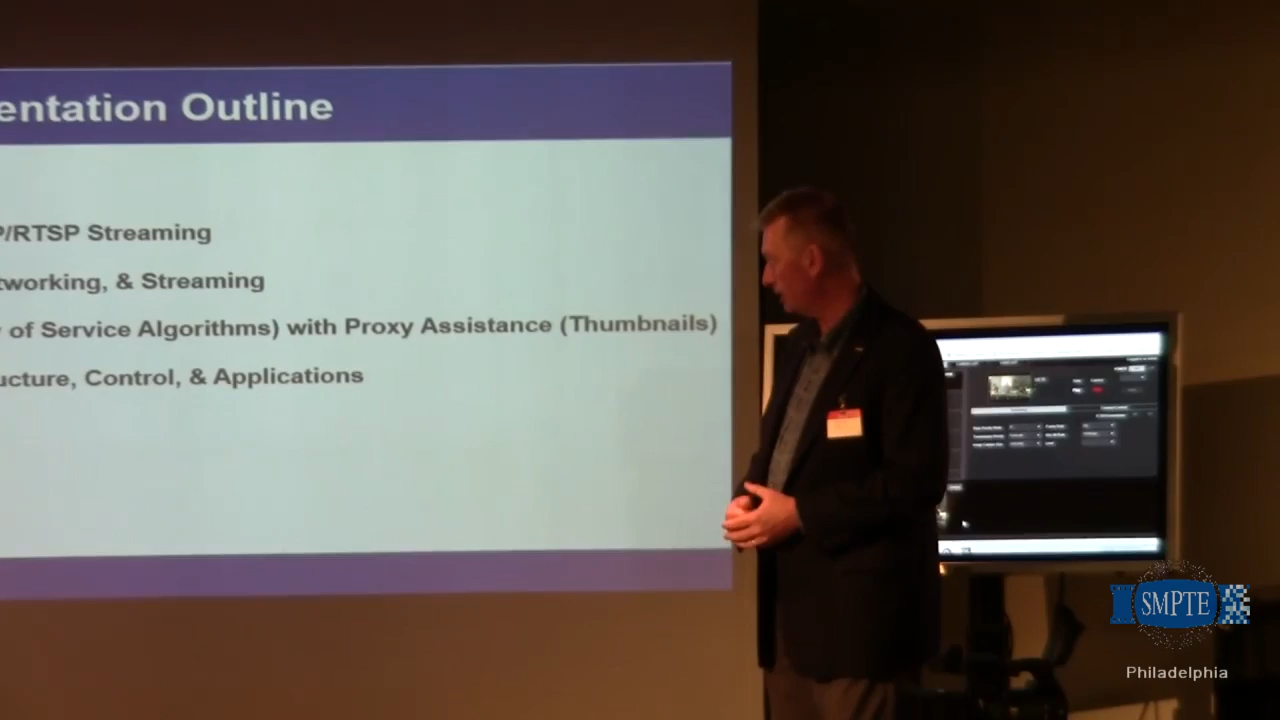 entation Outline
P/RTSP Streaming
tworking, & Streaming
of Service Algorithms) with Proxy Assistance (Thumbnails)
ucture, Control, & Applications
SMPTE
Philadelphia